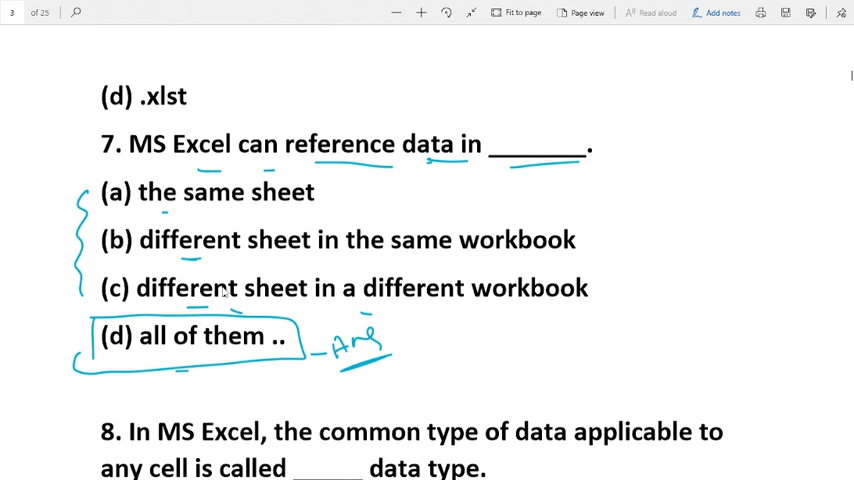 3 of 25 Fit to page Page view Read aloud Add notes
(d) .xlst
7. MS Excel can reference data in _______.
(a) the same sheet
(b) different sheet in the same workbook
(c) different sheet in a different workbook
(d) all of them .. – Ans
8. In MS Excel, the common type of data applicable to
any cell is called _____ data type.